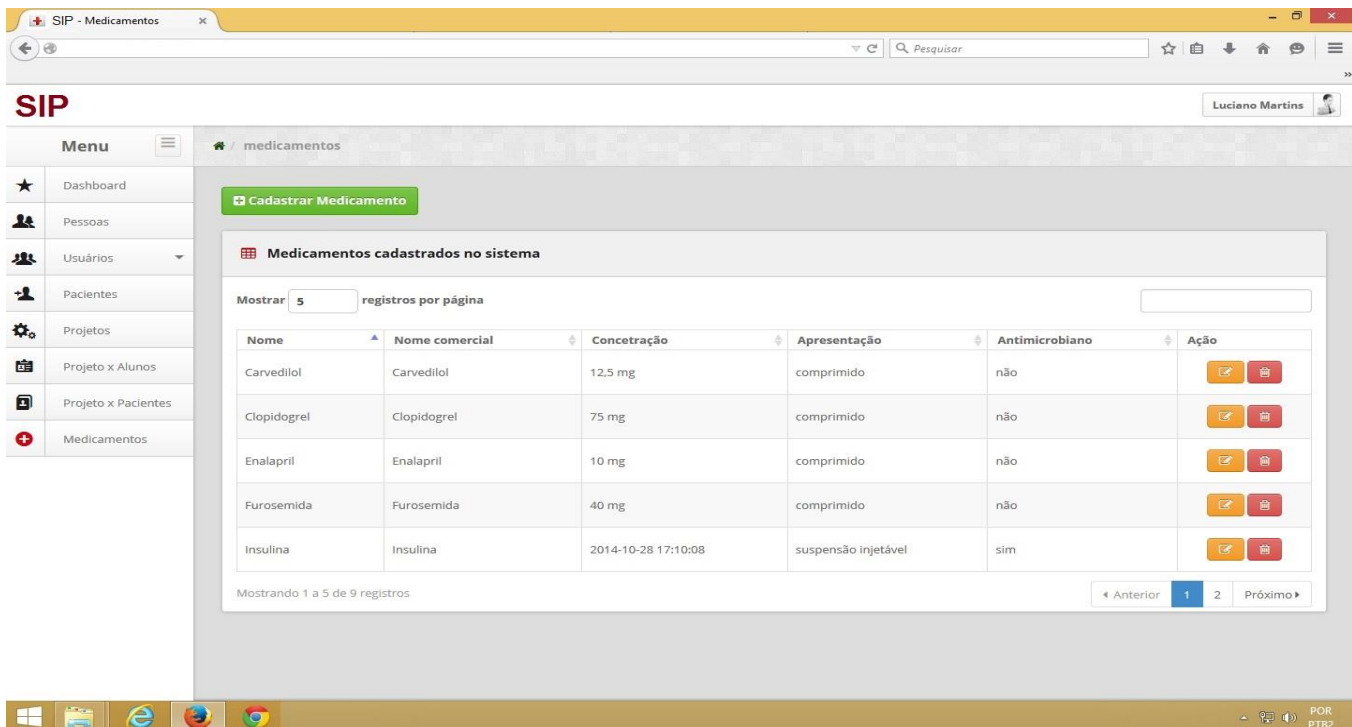 SIP - Medicamentos
Pesquisar
SIP
Luciano Martins
Menu
medicamentos
Dashboard
Pessoas
Usuários
Pacientes
Projetos
Projeto x Alunos
Projeto x Pacientes
Medicamentos
Cadastrar Medicamento
Medicamentos cadastrados no sistema
Mostrar 5 registros por página
Nome Nome comercial Concetração Apresentação Antimicrobiano Ação
Carvedilol Carvedilol 12,5 mg comprimido não
Clopidogrel Clopidogrel 75 mg comprimido não
Enalapril Enalapril 10 mg comprimido não
Furosemida Furosemida 40 mg comprimido não
Insulina Insulina 2014-10-28 17:10:08 suspensão injetável sim
Mostrando 1 a 5 de 9 registros
Anterior 1 2 Próximo
POR
PTB2